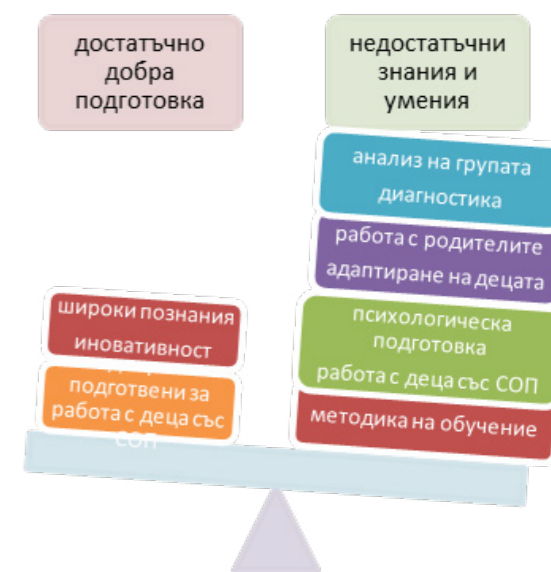 достатъчно
добра
подготовка
недостатъчни
знания и
умения
анализ на групата
диагностика
работа с родителите
адаптиране на децата
широки познания
иновативност
психологическа
подготовка
работа с деца със СОП
подготвени за
работа с деца със
СОП
методика на обучение